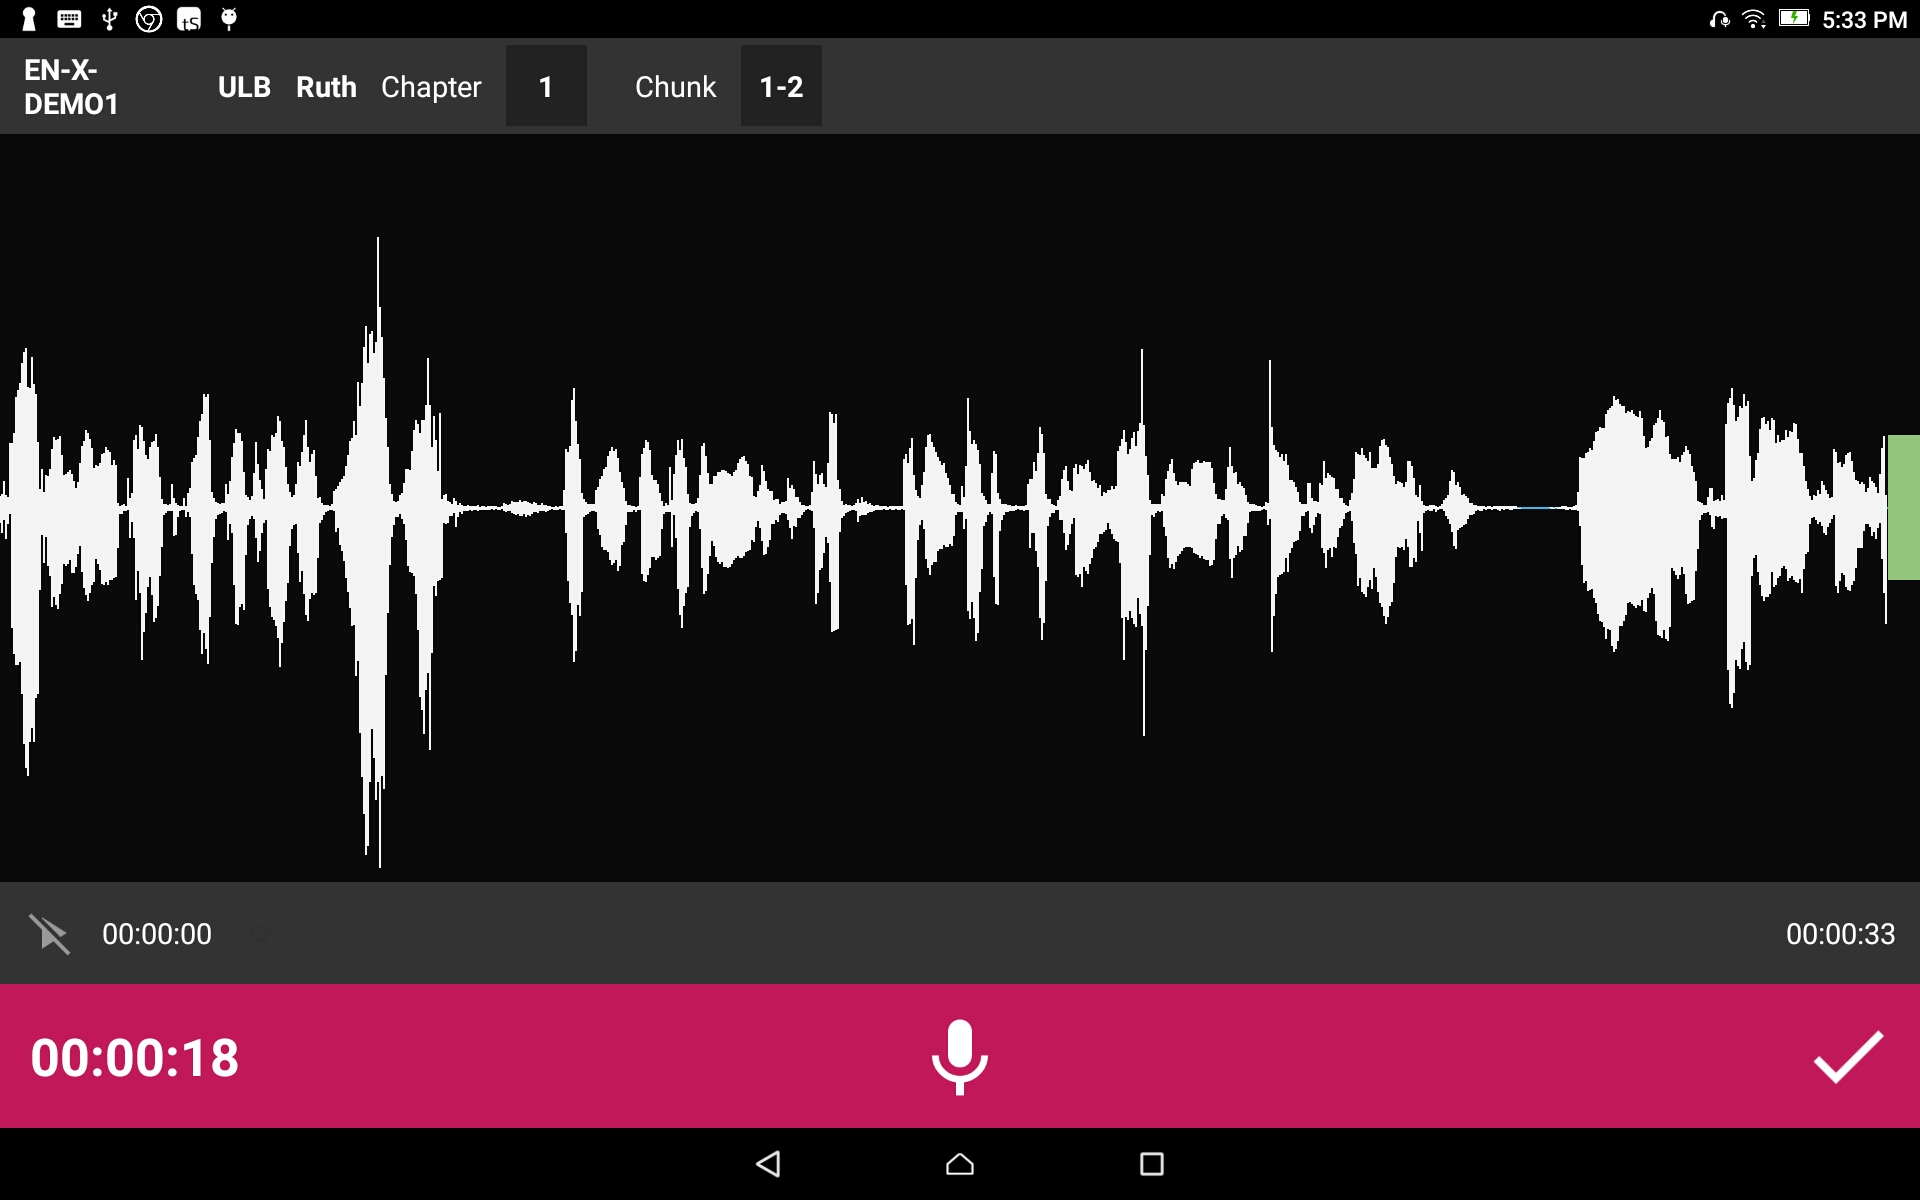 tS
5:33 PM
EN-X-
DEMO1
ULB Ruth Chapter 1 Chunk 1-2
00:00:00
00:00:33
00:00:18